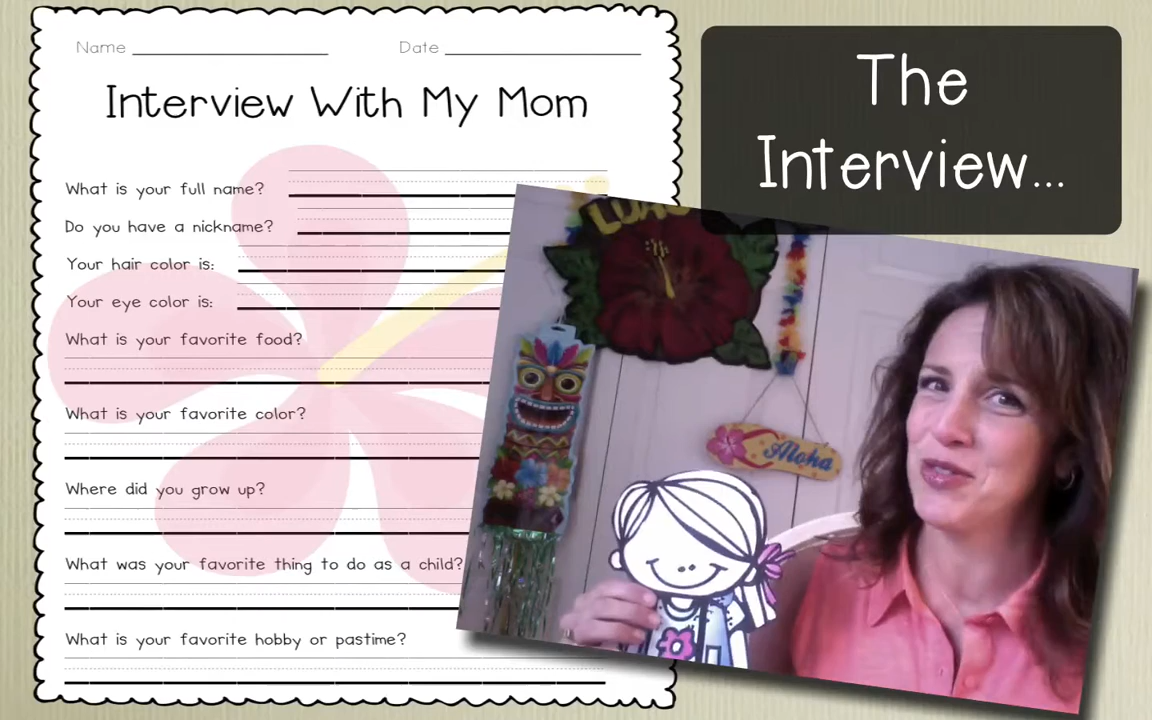 Name Date
Interview With My Mom
What is your full name?
Do you have a nickname?
Your hair color is:
Your eye color is:
What is your favorite food?
What is your favorite color?
Where did you grow up?
What was your favorite thing to do as a child?
What is your favorite hobby or pastime?
The
Interview...
Aloha